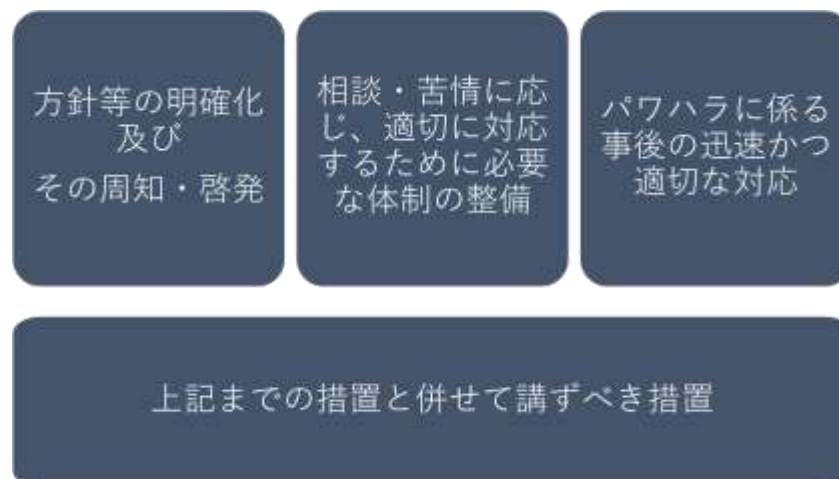 方針等の明確化
及び
その周知・啓発
相談・苦情に応
じ、適切に対応
するために必要
な体制の整備
パワハラに係る
事後の迅速かつ
適切な対応
上記までの措置と併せて講ずべき措置